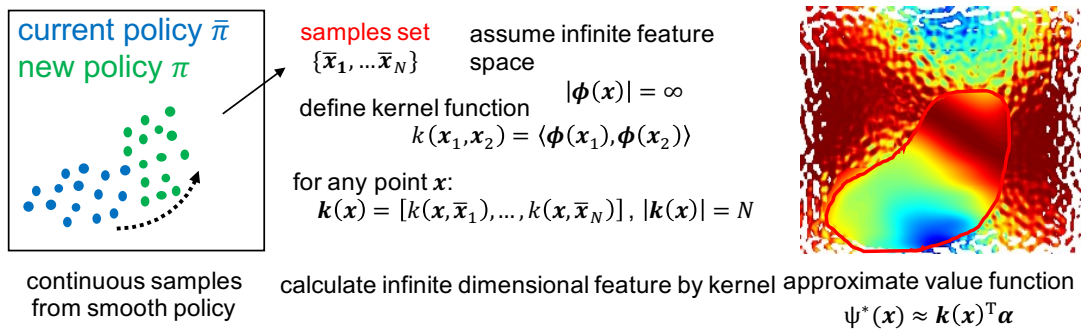 current policy π̄
new policy π
samples set
{x̄₁, … x̄_N}
assume infinite feature
space
|ϕ(x)| = ∞
define kernel function
k(x₁, x₂) = ⟨ϕ(x₁), ϕ(x₂)⟩
for any point x:
k(x) = [k(x, x̄₁), … , k(x, x̄_N)] , |k(x)| = N
continuous samples
from smooth policy
calculate infinite dimensional feature by kernel
approximate value function
ψ*(x) ≈ k(x)ᵀα